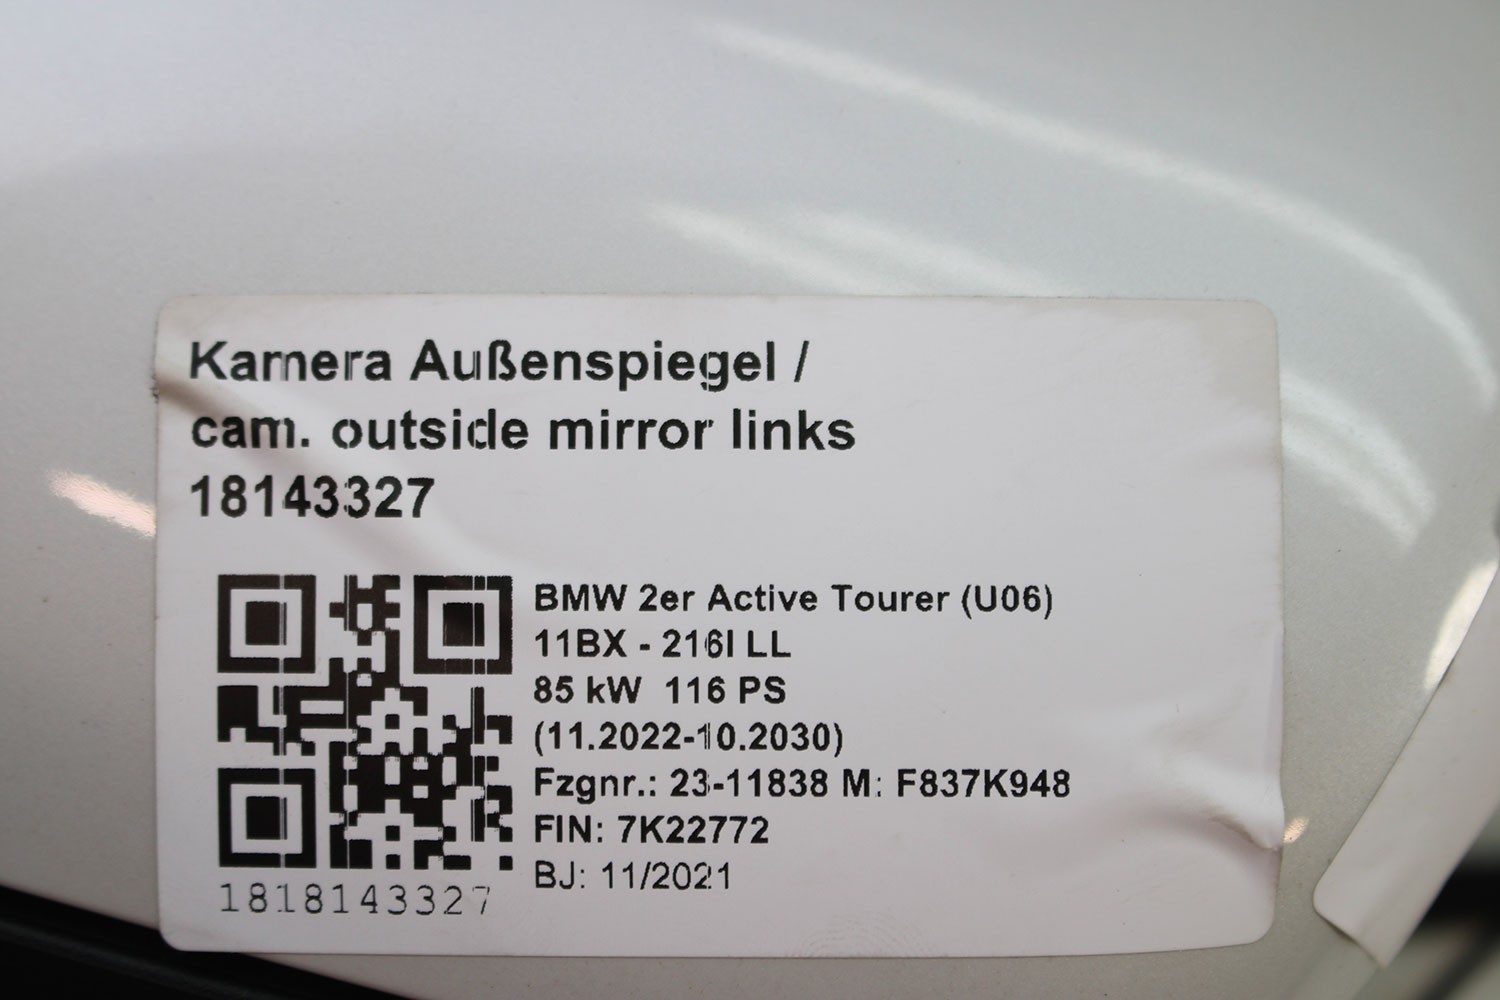 Kamera Außenspiegel /
cam. outside mirror links
18143327
BMW 2er Active Tourer (U06)
11BX - 216I LL
85 kW 116 PS
(11.2022-10.2030)
Fzgnr.: 23-11838 M: F837K948
FIN: 7K22772
BJ: 11/2021
1818143327